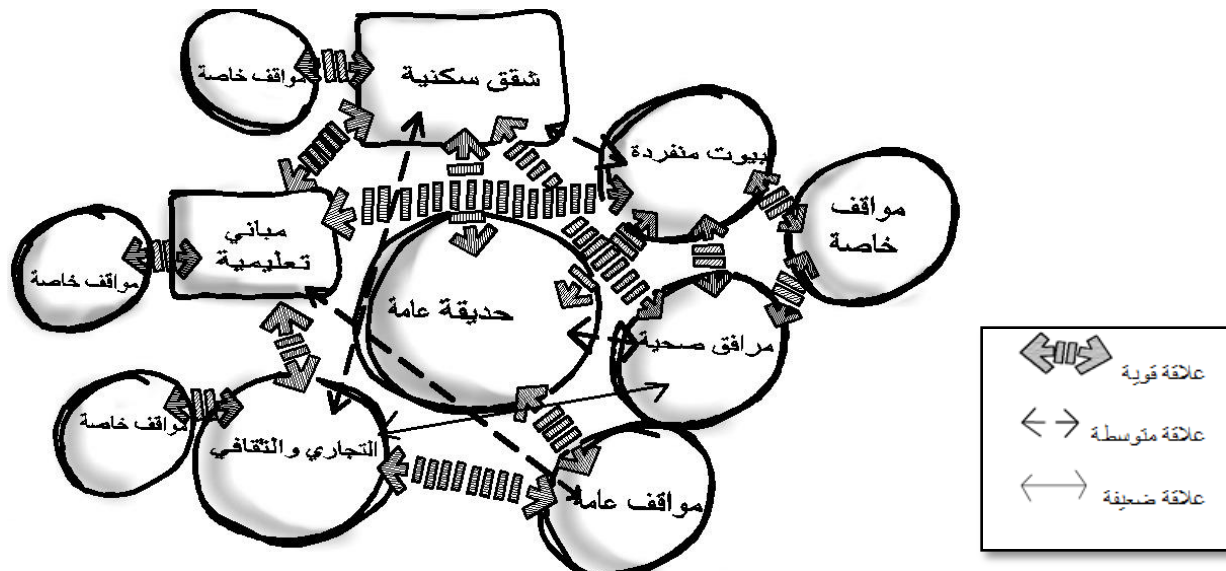 شقق سكنية
مواقف خاصة
بيوت منفردة
مواقف
خاصة
مباني
تعليمية
مواقف خاصة
حديقة عامة
مرافق صحية
مواقف خاصة
التجاري والثقافي
مواقف عامة
علاقة قوية
علاقة متوسطة
علاقة ضعيفة